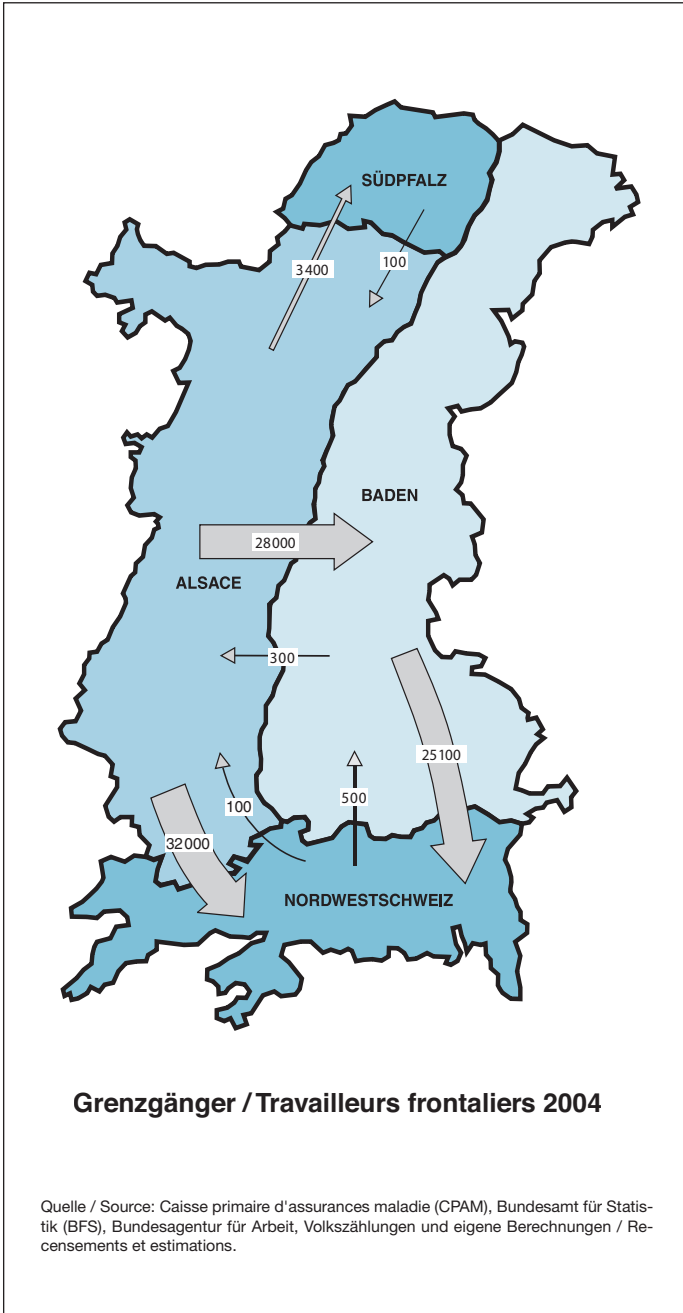 SÜDPFALZ
3400
100
BADEN
28000
ALSACE
300
25100
100
500
32000
NORDWESTSCHWEIZ
Grenzgänger / Travailleurs frontaliers 2004
Quelle / Source: Caisse primaire d'assurances maladie (CPAM), Bundesamt für Statis-
tik (BFS), Bundesagentur für Arbeit, Volkszählungen und eigene Berechnungen / Re-
censements et estimations.